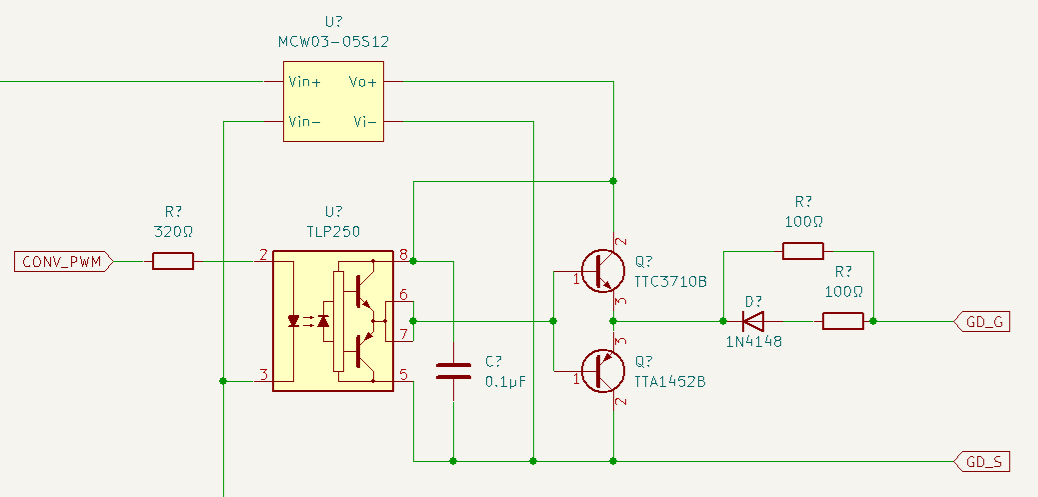 U?
MCW03-05S12
Vin+
Vo+
Vin-
Vi-
R?
320Ω
CONV_PWM
U?
TLP250
2
3
8
6
7
5
C?
0.1µF
2
1
3
Q?
TTC3710B
3
1
2
Q?
TTA1452B
R?
100Ω
R?
100Ω
D?
1N4148
GD_G
GD_S